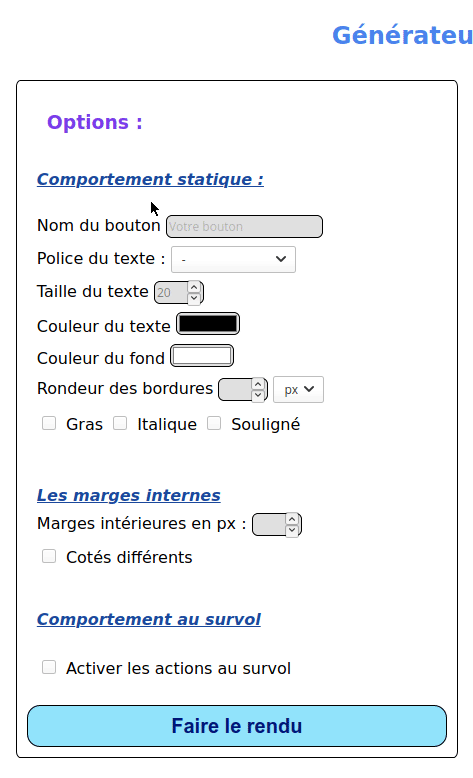 Générateu
Options :
Comportement statique :
Nom du bouton Votre bouton
Police du texte : -
Taille du texte 20
Couleur du texte
Couleur du fond
Rondeur des bordures px
Gras Italique Souligné
Les marges internes
Marges intérieures en px :
Cotés différents
Comportement au survol
Activer les actions au survol
Faire le rendu